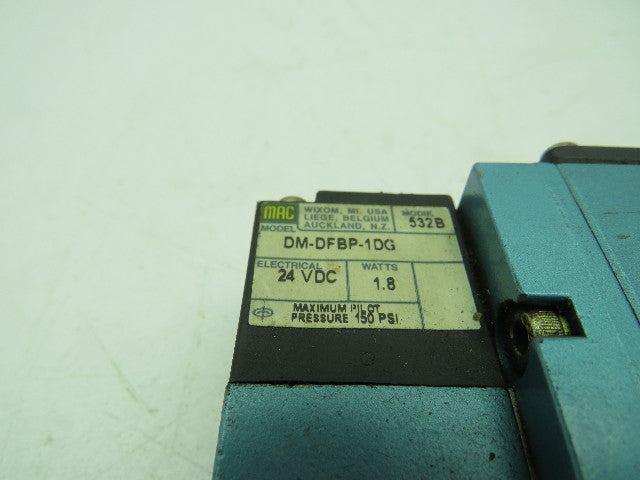 MAC
WIXOM, MI. USA
LIEGE, BELGIUM
AUCKLAND, N.Z.
MODIF.
532B
MODEL
DM-DFBP-1DG
ELECTRICAL
24 VDC
WATTS
1.8
MAXIMUM PILOT
PRESSURE 150 PSI